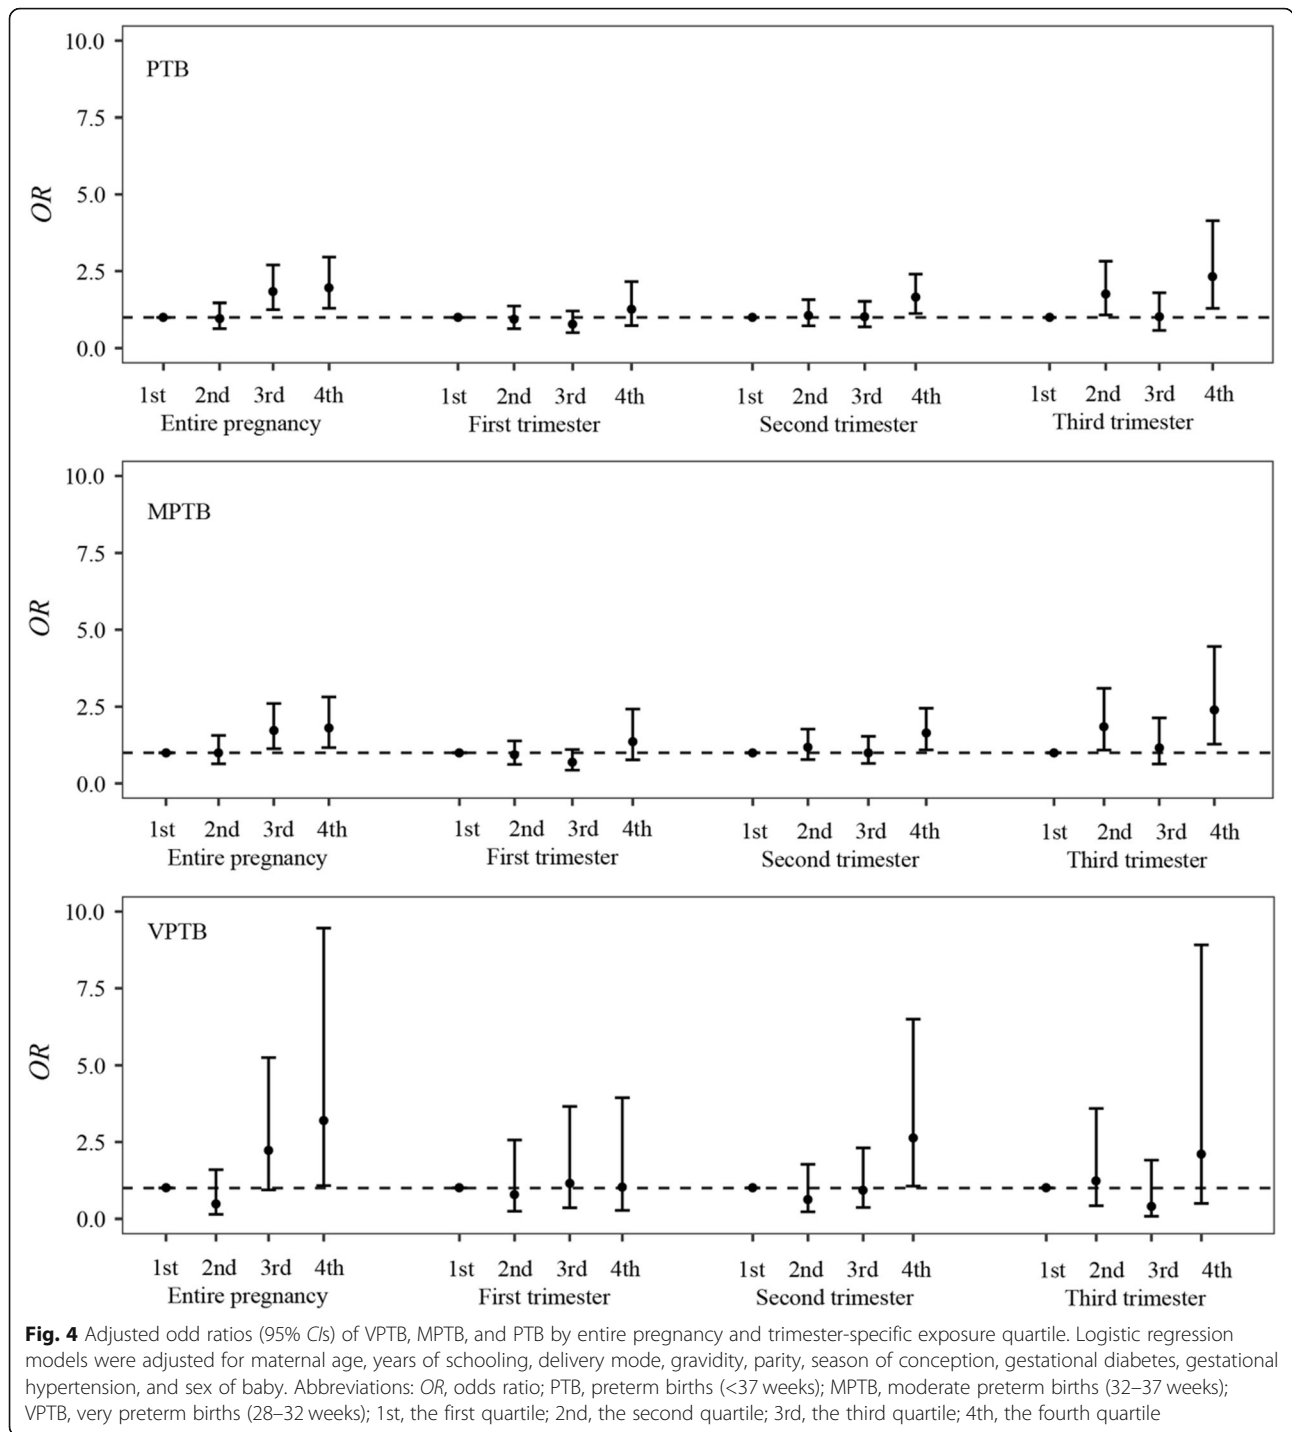 10.0
PTB
7.5
5.0
OR
2.5
0.0
1st 2nd 3rd 4th 1st 2nd 3rd 4th 1st 2nd 3rd 4th 1st 2nd 3rd 4th
Entire pregnancy First trimester Second trimester Third trimester
10.0
MPTB
7.5
5.0
OR
2.5
0.0
1st 2nd 3rd 4th 1st 2nd 3rd 4th 1st 2nd 3rd 4th 1st 2nd 3rd 4th
Entire pregnancy First trimester Second trimester Third trimester
10.0
VPTB
7.5
5.0
OR
2.5
0.0
1st 2nd 3rd 4th 1st 2nd 3rd 4th 1st 2nd 3rd 4th 1st 2nd 3rd 4th
Entire pregnancy First trimester Second trimester Third trimester
Fig. 4 Adjusted odd ratios (95% CIs) of VPTB, MPTB, and PTB by entire pregnancy and trimester-specific exposure quartile. Logistic regression
models were adjusted for maternal age, years of schooling, delivery mode, gravidity, parity, season of conception, gestational diabetes, gestational
hypertension, and sex of baby. Abbreviations: OR, odds ratio; PTB, preterm births (<37 weeks); MPTB, moderate preterm births (32–37 weeks);
VPTB, very preterm births (28–32 weeks); 1st, the first quartile; 2nd, the second quartile; 3rd, the third quartile; 4th, the fourth quartile